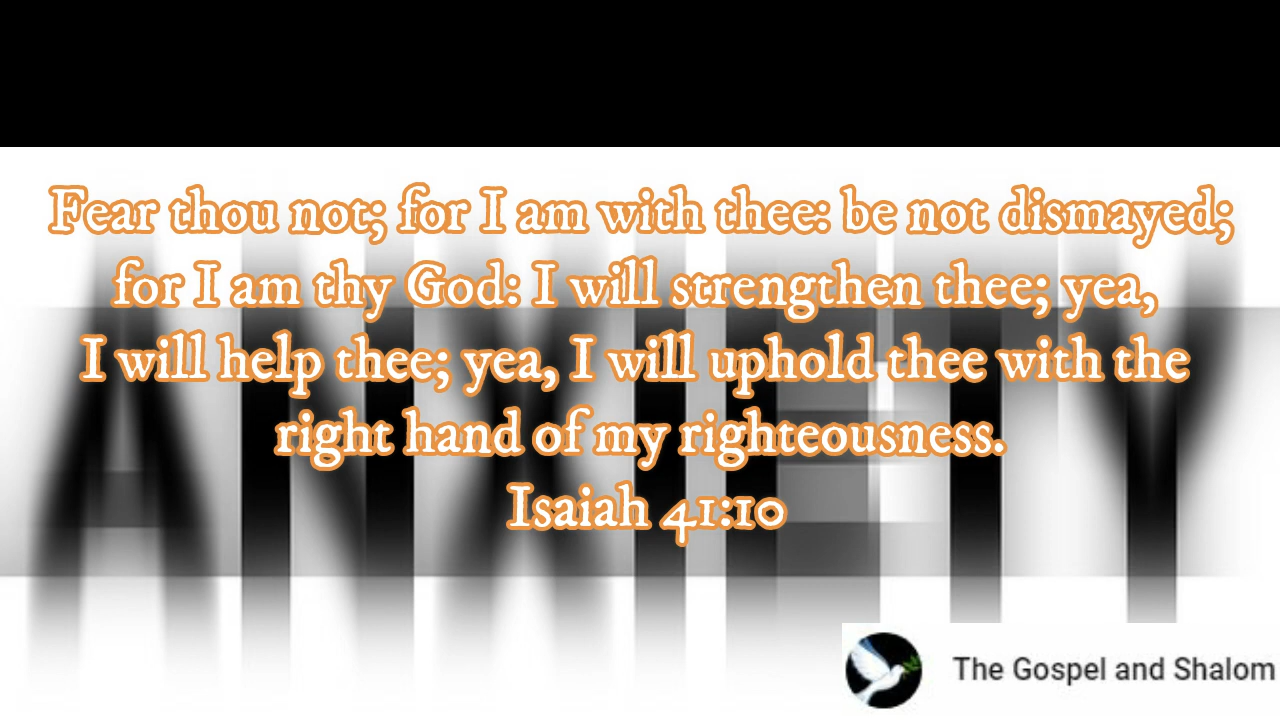 Fear thou not; for I am with thee: be not dismayed;
for I am thy God: I will strengthen thee; yea,
I will help thee; yea, I will uphold thee with the
right hand of my righteousness.
Isaiah 41:10
ANXIETY
The Gospel and Shalom